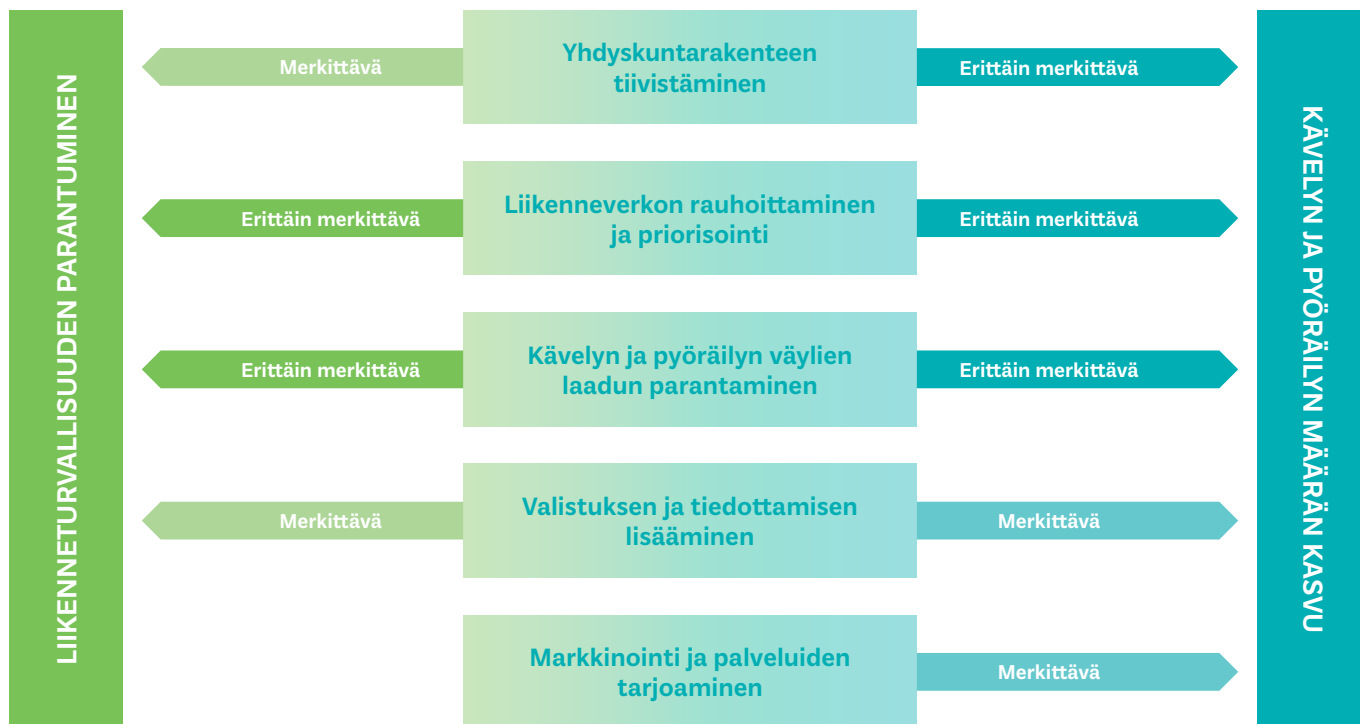 LIIKENNETURVALLISUUDEN PARANTUMINEN
Merkittävä
Yhdyskuntarakenteen
tiivistäminen
Erittäin merkittävä
Erittäin merkittävä
Liikenneverkon rauhoittaminen
ja priorisointi
Erittäin merkittävä
Erittäin merkittävä
Kävelyn ja pyöräilyn väylien
laadun parantaminen
Erittäin merkittävä
Merkittävä
Valistuksen ja tiedottamisen
lisääminen
Merkittävä
Markkinointi ja palveluiden
tarjoaminen
Merkittävä
KÄVELYN JA PYÖRÄILYN MÄÄRÄN KASVU